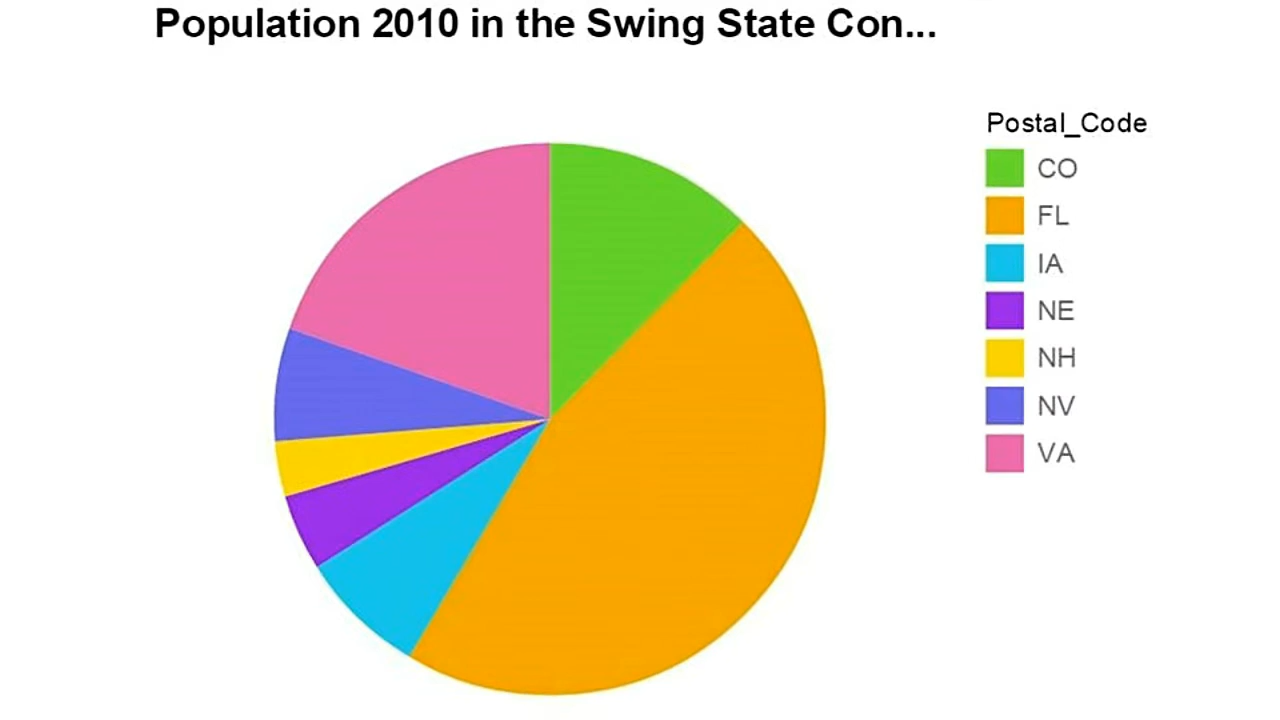 Population 2010 in the Swing State Con...
Postal_Code
CO
FL
IA
NE
NH
NV
VA